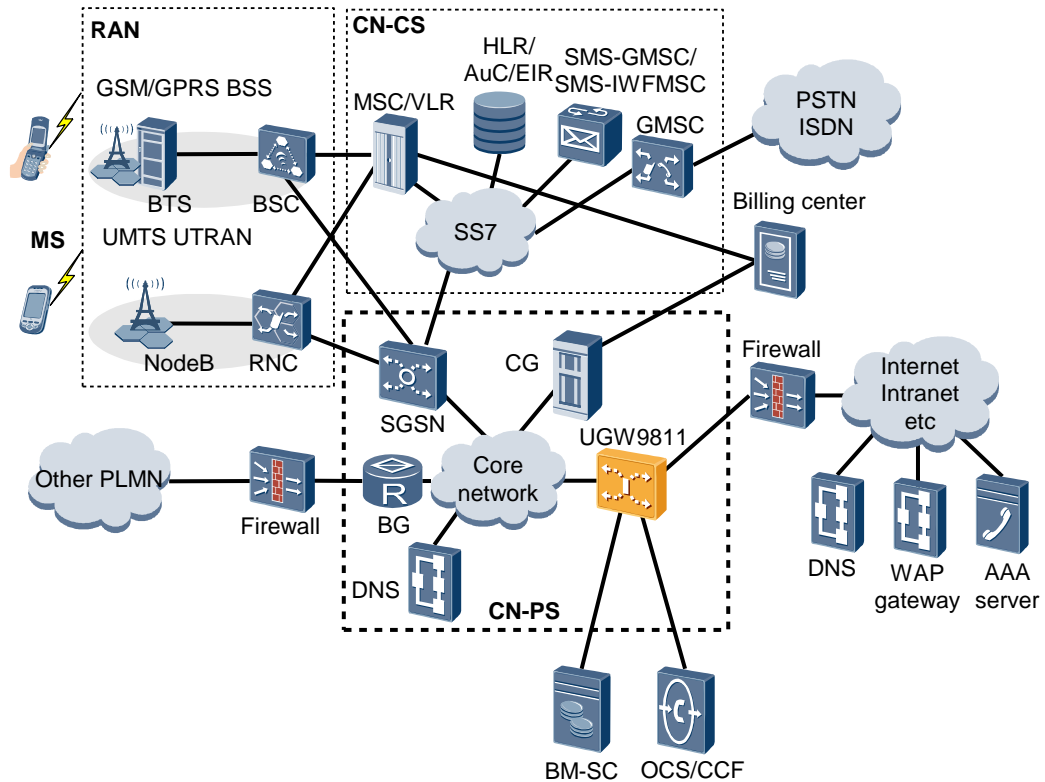 RAN
CN-CS
GSM/GPRS BSS
MSC/VLR
HLR/
AuC/EIR
SMS-GMSC/
SMS-IWFMSC
GMSC
PSTN
ISDN
BTS
BSC
SS7
Billing center
MS
UMTS UTRAN
NodeB
RNC
SGSN
CG
Firewall
Internet
Intranet
etc
UGW9811
Other PLMN
Firewall
R
BG
Core
network
DNS
CN-PS
DNS
WAP
gateway
AAA
server
C
BM-SC
OCS/CCF